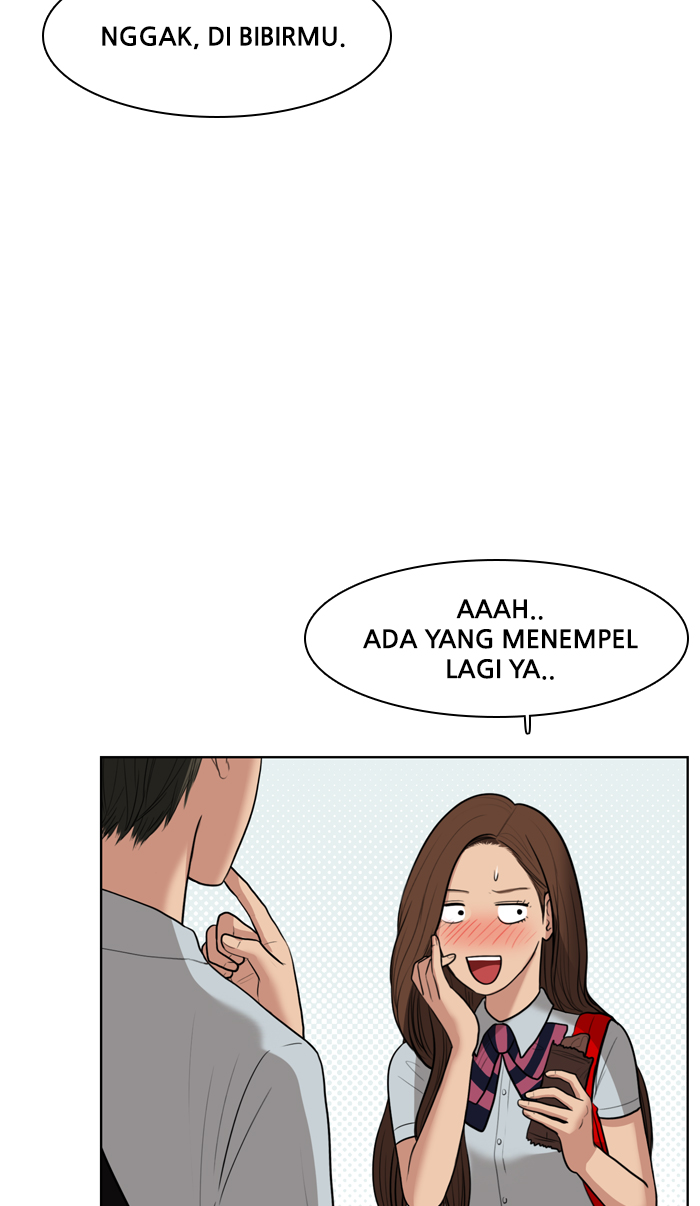 NGGAK, DI BIBIRMU.
AAAH..
ADA YANG MENEMPEL
LAGI YA..